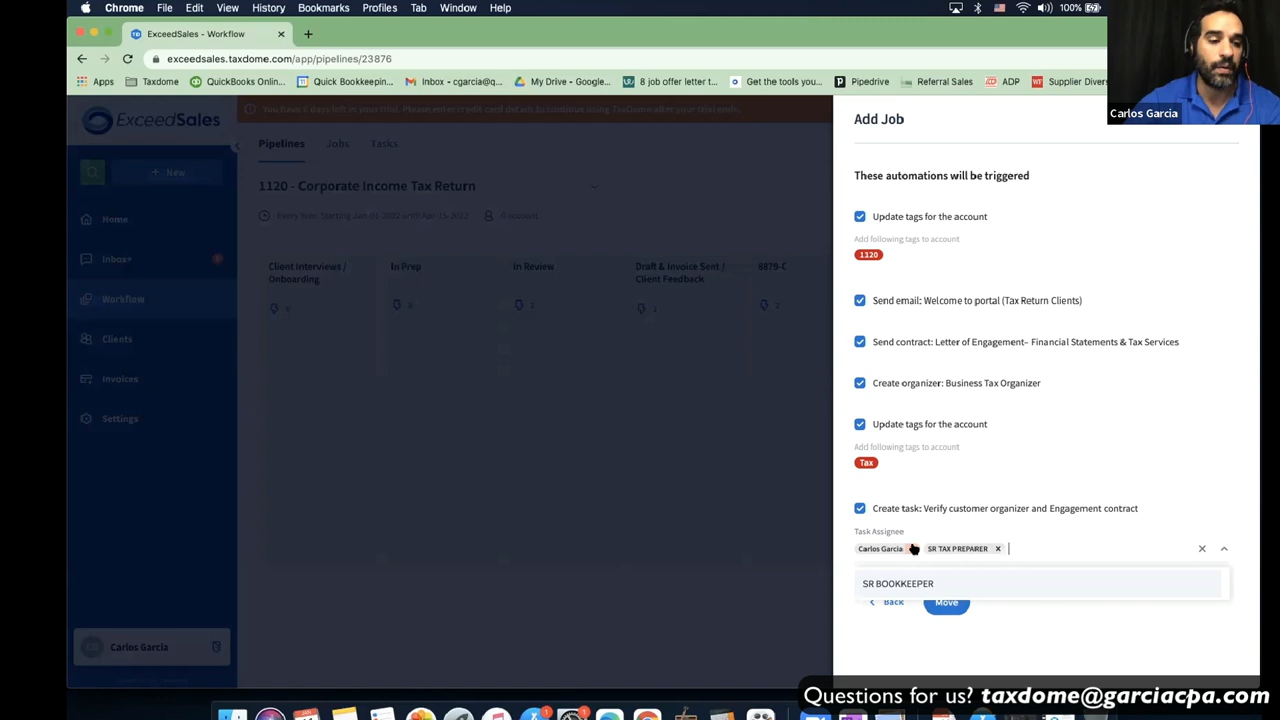 Chrome File Edit View History Bookmarks Profiles Tab Window Help 100%
ExceedSales - Workflow
exceedsales.taxdome.com/app/pipelines/23876
Apps Taxdome QuickBooks Onlin... Quick Bookkeepin... Inbox - cgarcia@q... My Drive - Google... 8 job offer letter t... Get the tools you... Pipedrive Referral Sales ADP Supplier Diver
Carlos Garcia
ExceedSales
You have 6 days left in your trial. Please enter credit card details to continue using TaxDome after your trial ends.
+ New
Home
Inbox+
Workflow
Clients
Invoices
Settings
Carlos Garcia
Pipelines Jobs Tasks
1120 - Corporate Income Tax Return
Every Year: Starting Jan-01-2022 until Apr-15-2022 0 account
Client Interviews / Onboarding
In Prep
In Review
Draft & Invoice Sent / Client Feedback
8879-C
Add Job
These automations will be triggered
Update tags for the account
Add following tags to account
1120
Send email: Welcome to portal (Tax Return Clients)
Send contract: Letter of Engagement– Financial Statements & Tax Services
Create organizer: Business Tax Organizer
Update tags for the account
Add following tags to account
Tax
Create task: Verify customer organizer and Engagement contract
Task Assignee
Carlos Garcia SR TAX PREPARER
SR BOOKKEEPER
Back Move
Questions for us? taxdome@garciacpa.com